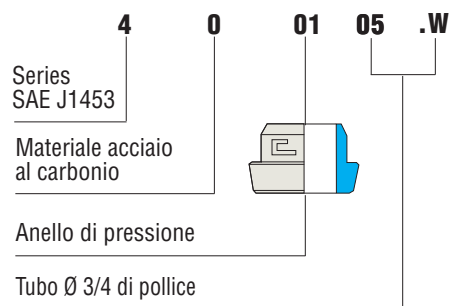 4 0 01 05 .W
Series
SAE J1453
Materiale acciaio
al carbonio
Anello di pressione
Tubo Ø 3/4 di pollice